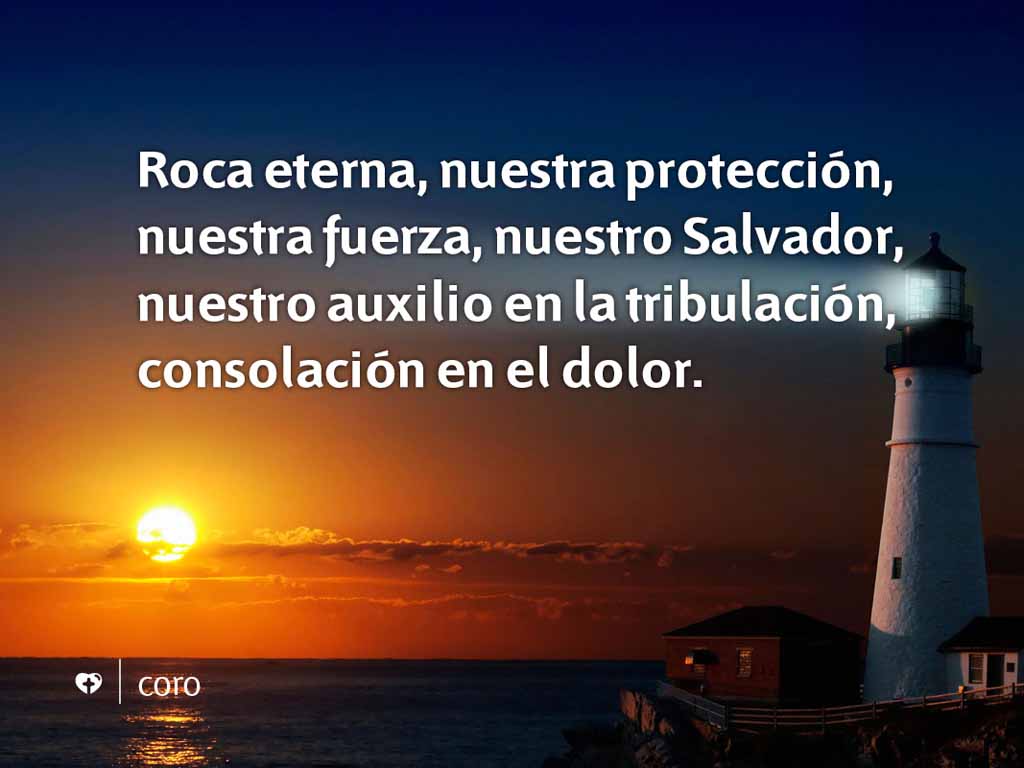 Roca eterna, nuestra protección,
nuestra fuerza, nuestro Salvador,
nuestro auxilio en la tribulación,
consolación en el dolor.
coro